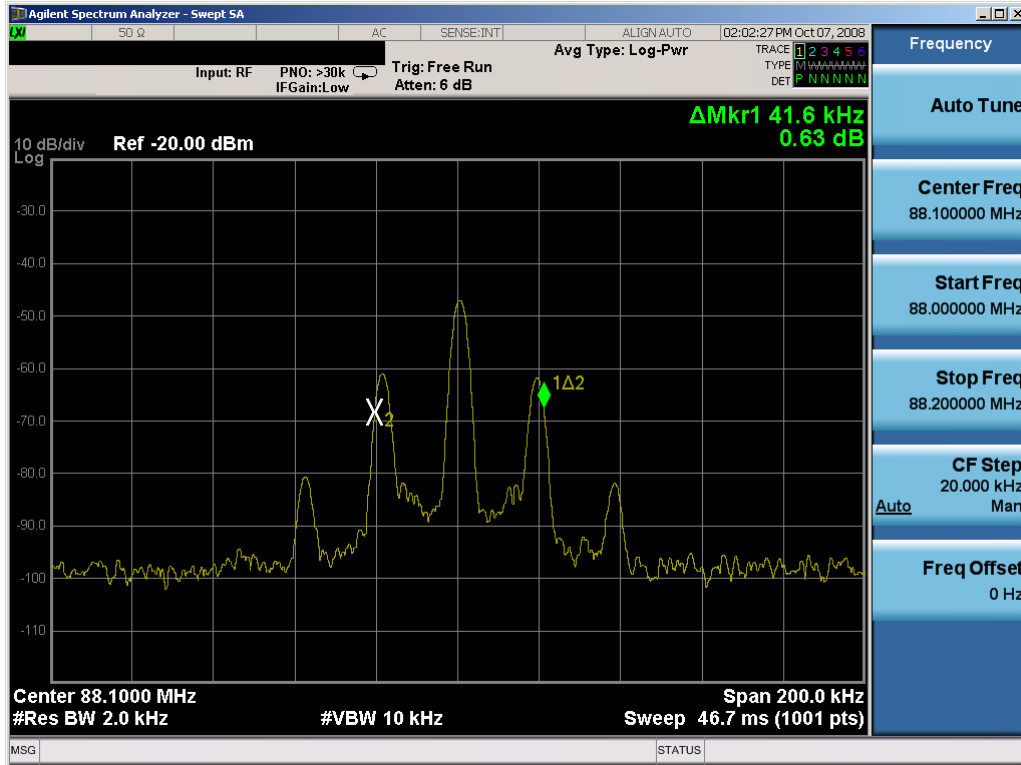 Agilent Spectrum Analyzer - Swept SA
LXI 50 Ω AC SENSE:INT ALIGN AUTO 02:02:27 PM Oct 07, 2008
Input: RF PNO: >30k IFGain:Low
Trig: Free Run
Atten: 6 dB
Avg Type: Log-Pwr
TRACE 1 2 3 4 5 6
TYPE M WWWWW
DET P N N N N N
ΔMkr1 41.6 kHz
0.63 dB
10 dB/div Ref -20.00 dBm
Log
-30.0
-40.0
-50.0
-60.0
-70.0
-80.0
-90.0
-100
-110
1Δ2
X2
Center 88.1000 MHz Span 200.0 kHz
#Res BW 2.0 kHz #VBW 10 kHz Sweep 46.7 ms (1001 pts)
MSG STATUS
Frequency
Auto Tune
Center Freq
88.100000 MHz
Start Freq
88.000000 MHz
Stop Freq
88.200000 MHz
CF Step
20.000 kHz
Auto Man
Freq Offset
0 Hz